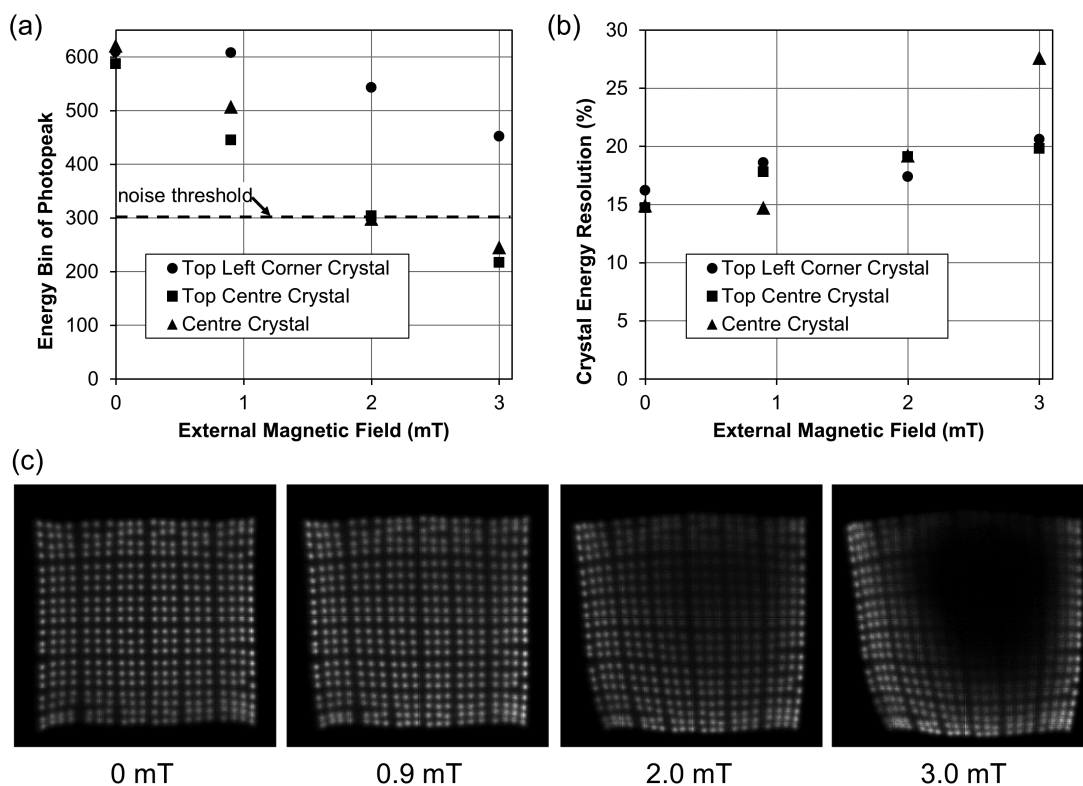 (a)
Energy Bin of Photopeak
600
500
400
300
200
100
0
noise threshold
Top Left Corner Crystal
Top Centre Crystal
Centre Crystal
0 1 2 3
External Magnetic Field (mT)
(b)
Crystal Energy Resolution (%)
30
25
20
15
10
5
0
Top Left Corner Crystal
Top Centre Crystal
Centre Crystal
0 1 2 3
External Magnetic Field (mT)
(c)
0 mT 0.9 mT 2.0 mT 3.0 mT